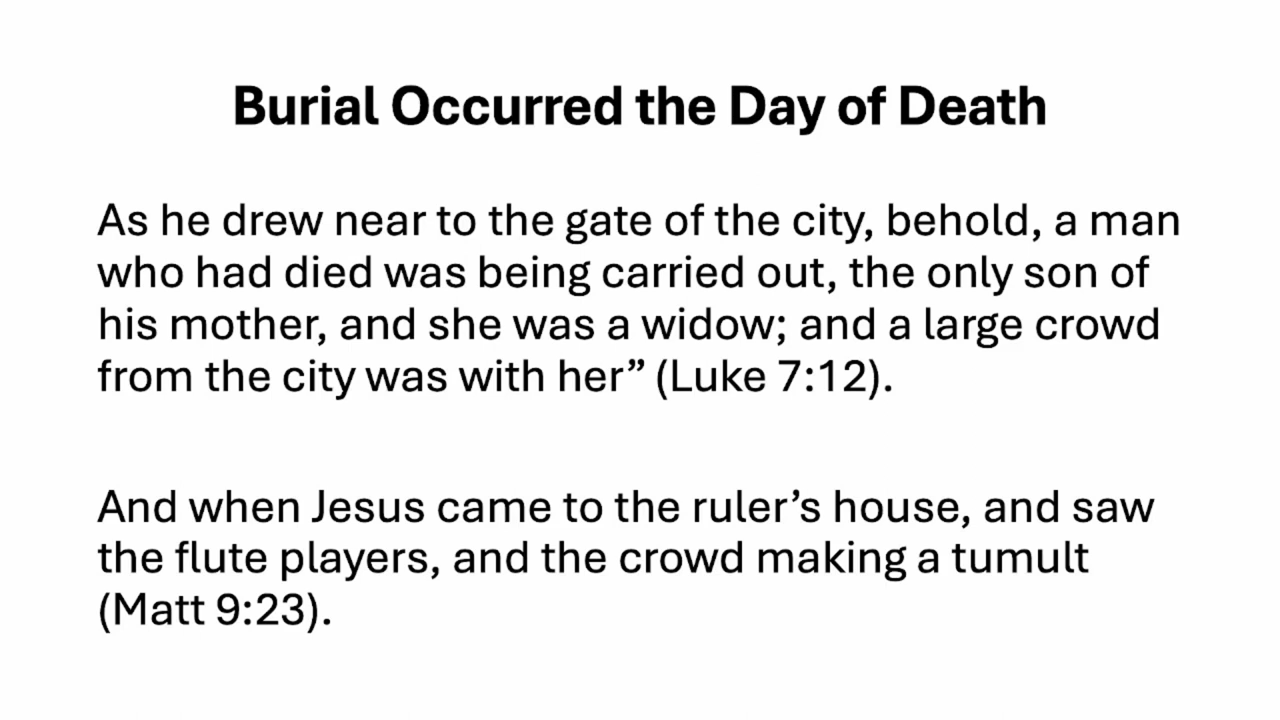 Burial Occurred the Day of Death
As he drew near to the gate of the city, behold, a man
who had died was being carried out, the only son of
his mother, and she was a widow; and a large crowd
from the city was with her” (Luke 7:12).
And when Jesus came to the ruler’s house, and saw
the flute players, and the crowd making a tumult
(Matt 9:23).